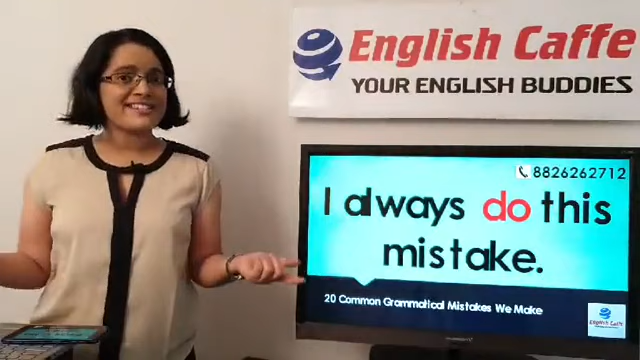 English Caffe
YOUR ENGLISH BUDDIES
8826262712
I always do this
mistake.
20 Common Grammatical Mistakes We Make
English Caffe